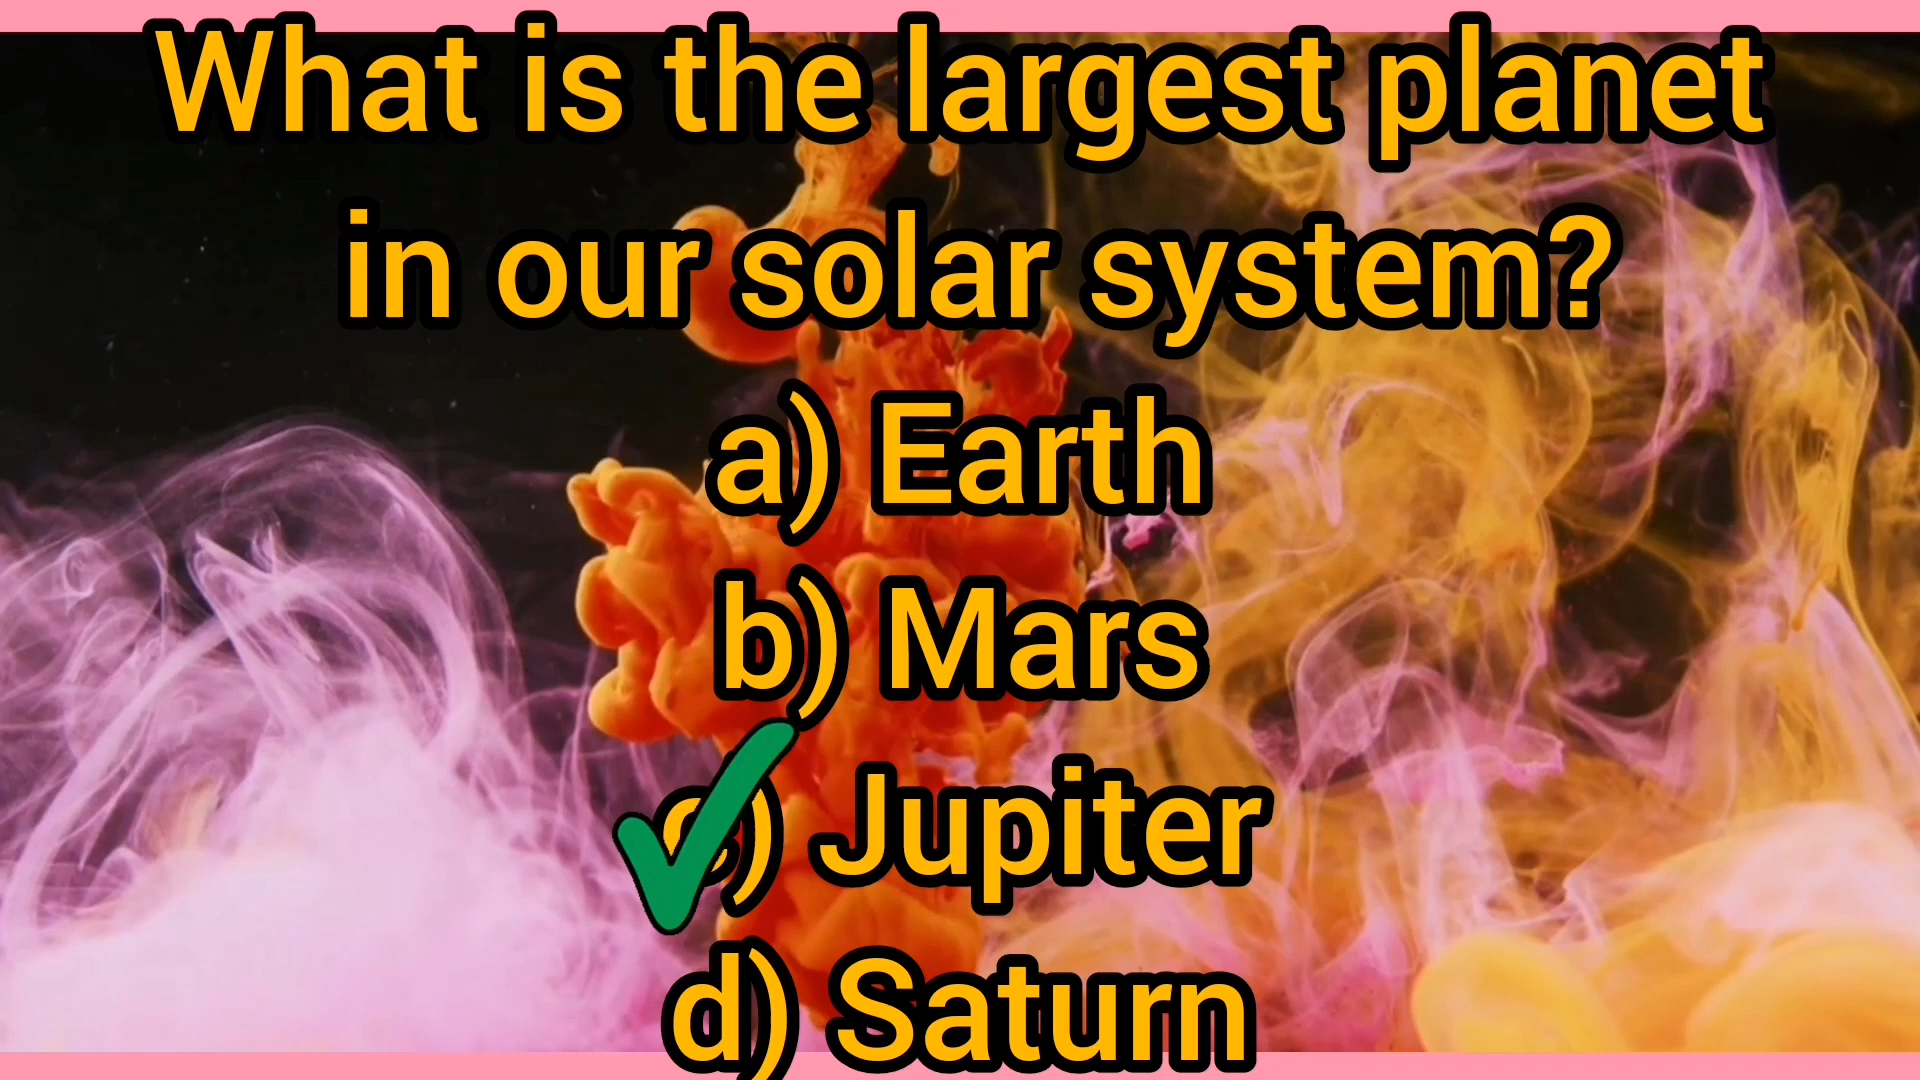 What is the largest planet
in our solar system?
a) Earth
b) Mars
c) Jupiter
d) Saturn